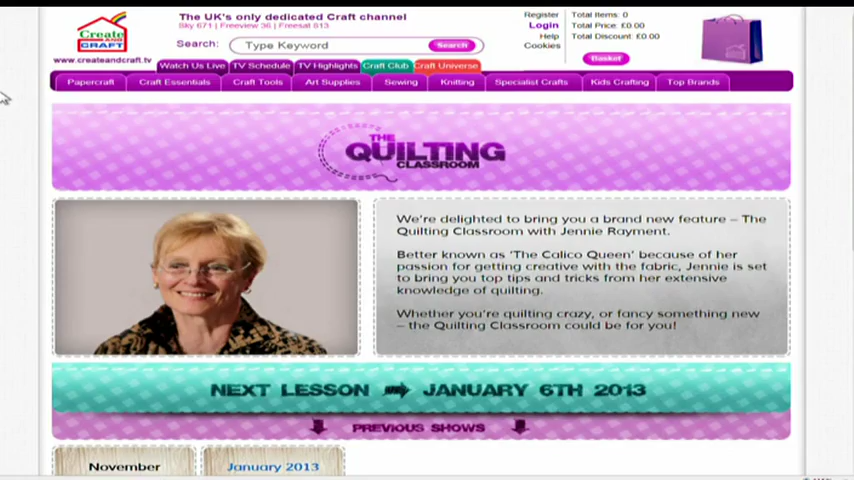 The UK's only dedicated Craft channel
Sky 671 | Freeview 36 | Freesat 813
Create
AND
CRAFT
www.createandcraft.tv
Search: Type Keyword Search
Register
Login
Help
Cookies
Total Items: 0
Total Price: £0.00
Total Discount: £0.00
Basket
Watch Us Live TV Schedule TV Highlights Craft Club Craft Universe
Papercraft Craft Essentials Craft Tools Art Supplies Sewing Knitting Specialist Crafts Kids Crafting Top Brands
THE
QUILTING
CLASSROOM
We're delighted to bring you a brand new feature – The
Quilting Classroom with Jennie Rayment.
Better known as 'The Calico Queen' because of her
passion for getting creative with the fabric, Jennie is set
to bring you top tips and tricks from her extensive
knowledge of quilting.
Whether you're quilting crazy, or fancy something new
– the Quilting Classroom could be for you!
NEXT LESSON JANUARY 6TH 2013
PREVIOUS SHOWS
November January 2013